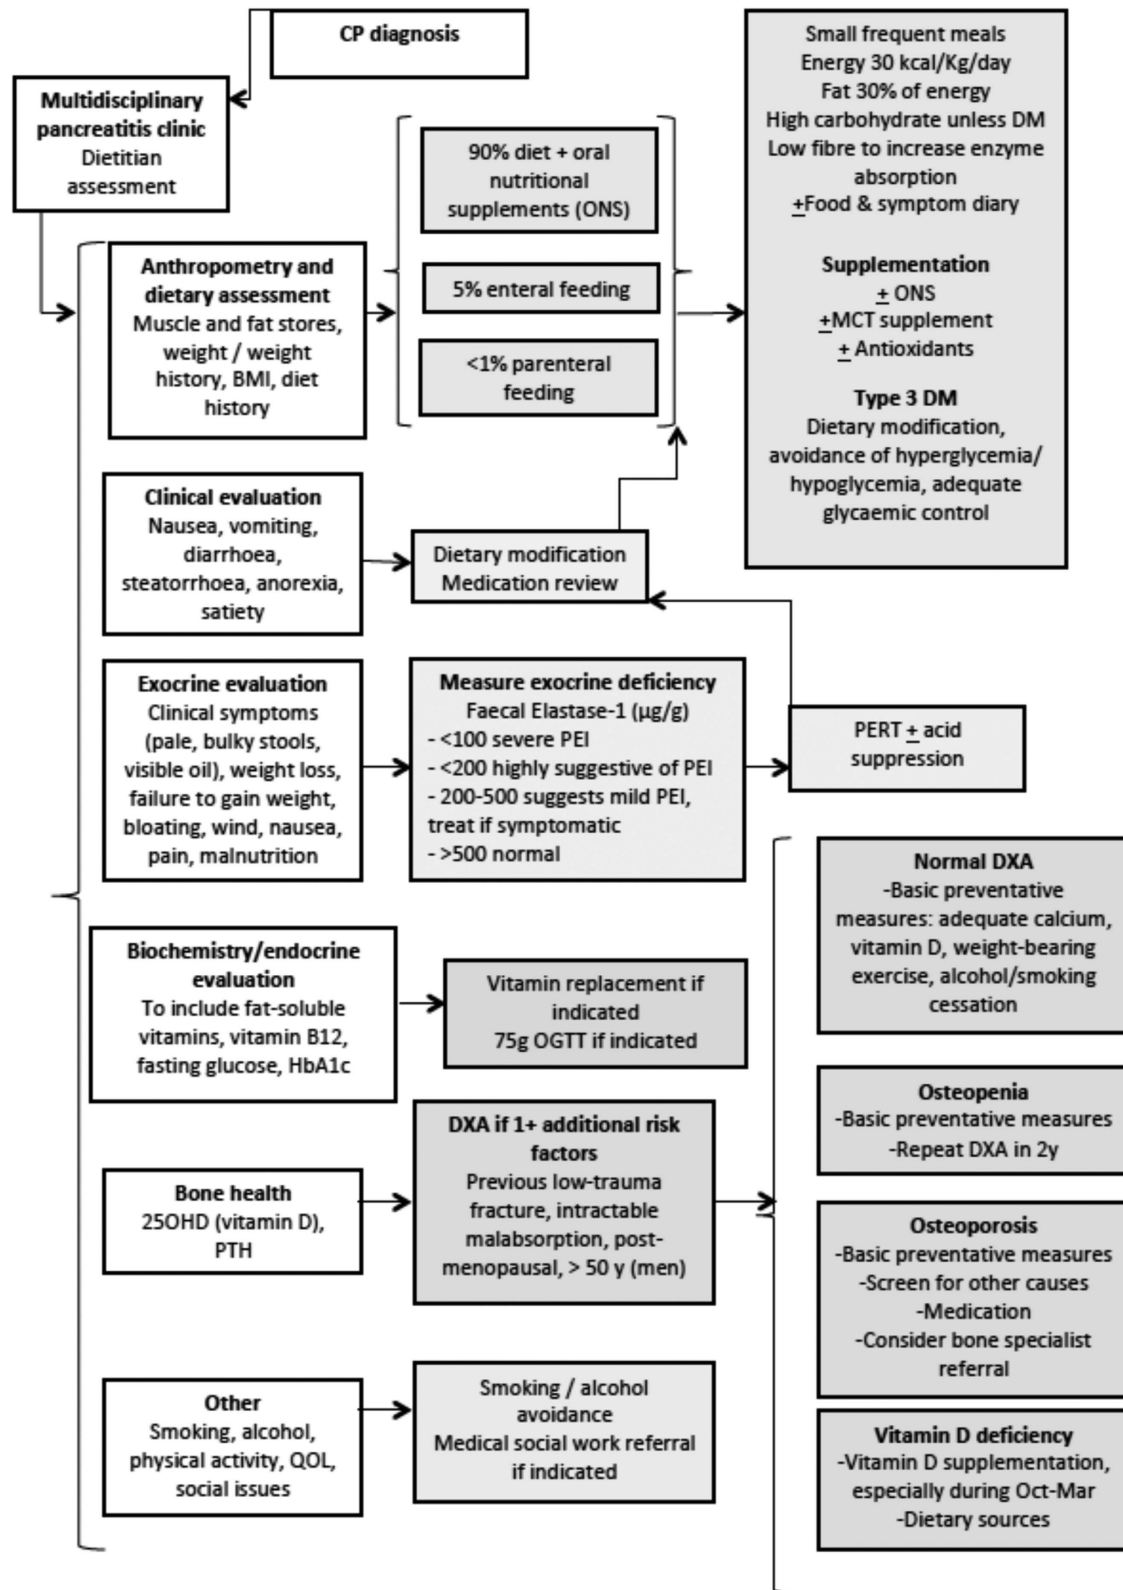 CP diagnosis
Multidisciplinary
pancreatitis clinic
Dietitian
assessment
Anthropometry and
dietary assessment
Muscle and fat stores,
weight / weight
history, BMI, diet
history
90% diet + oral
nutritional
supplements (ONS)
5% enteral feeding
<1% parenteral
feeding
Small frequent meals
Energy 30 kcal/Kg/day
Fat 30% of energy
High carbohydrate unless DM
Low fibre to increase enzyme
absorption
±Food & symptom diary
Supplementation
± ONS
±MCT supplement
± Antioxidants
Type 3 DM
Dietary modification,
avoidance of hyperglycemia/
hypoglycemia, adequate
glycaemic control
Clinical evaluation
Nausea, vomiting,
diarrhoea,
steatorrhoea, anorexia,
satiety
Dietary modification
Medication review
Exocrine evaluation
Clinical symptoms
(pale, bulky stools,
visible oil), weight loss,
failure to gain weight,
bloating, wind, nausea,
pain, malnutrition
Measure exocrine deficiency
Faecal Elastase-1 (µg/g)
- <100 severe PEI
- <200 highly suggestive of PEI
- 200-500 suggests mild PEI,
treat if symptomatic
- >500 normal
PERT ± acid
suppression
Biochemistry/endocrine
evaluation
To include fat-soluble
vitamins, vitamin B12,
fasting glucose, HbA1c
Vitamin replacement if
indicated
75g OGTT if indicated
Bone health
25OHD (vitamin D),
PTH
DXA if 1+ additional risk
factors
Previous low-trauma
fracture, intractable
malabsorption, post-
menopausal, > 50 y (men)
Normal DXA
-Basic preventative
measures: adequate calcium,
vitamin D, weight-bearing
exercise, alcohol/smoking
cessation
Osteopenia
-Basic preventative measures
-Repeat DXA in 2y
Osteoporosis
-Basic preventative measures
-Screen for other causes
-Medication
-Consider bone specialist
referral
Vitamin D deficiency
-Vitamin D supplementation,
especially during Oct-Mar
-Dietary sources
Other
Smoking, alcohol,
physical activity, QOL,
social issues
Smoking / alcohol
avoidance
Medical social work referral
if indicated